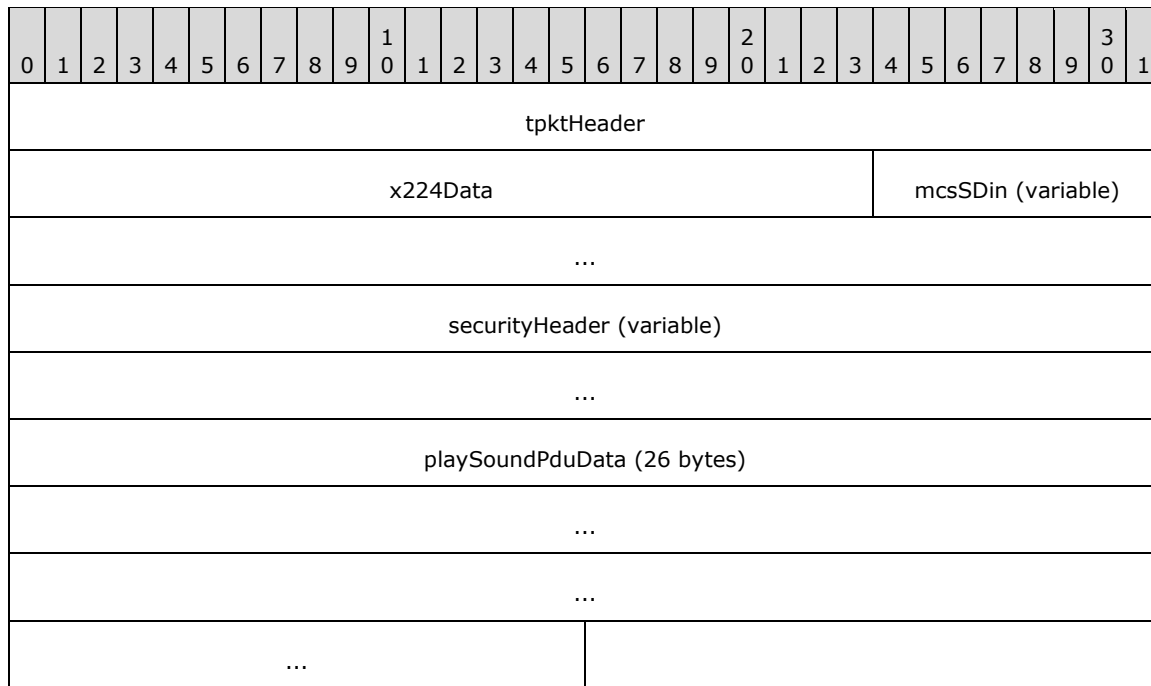 1 2 3
0 1 2 3 4 5 6 7 8 9 0 1 2 3 4 5 6 7 8 9 0 1 2 3 4 5 6 7 8 9 0 1
tpktHeader
x224Data mcsSDin (variable)
...
securityHeader (variable)
...
playSoundPduData (26 bytes)
...
...
...